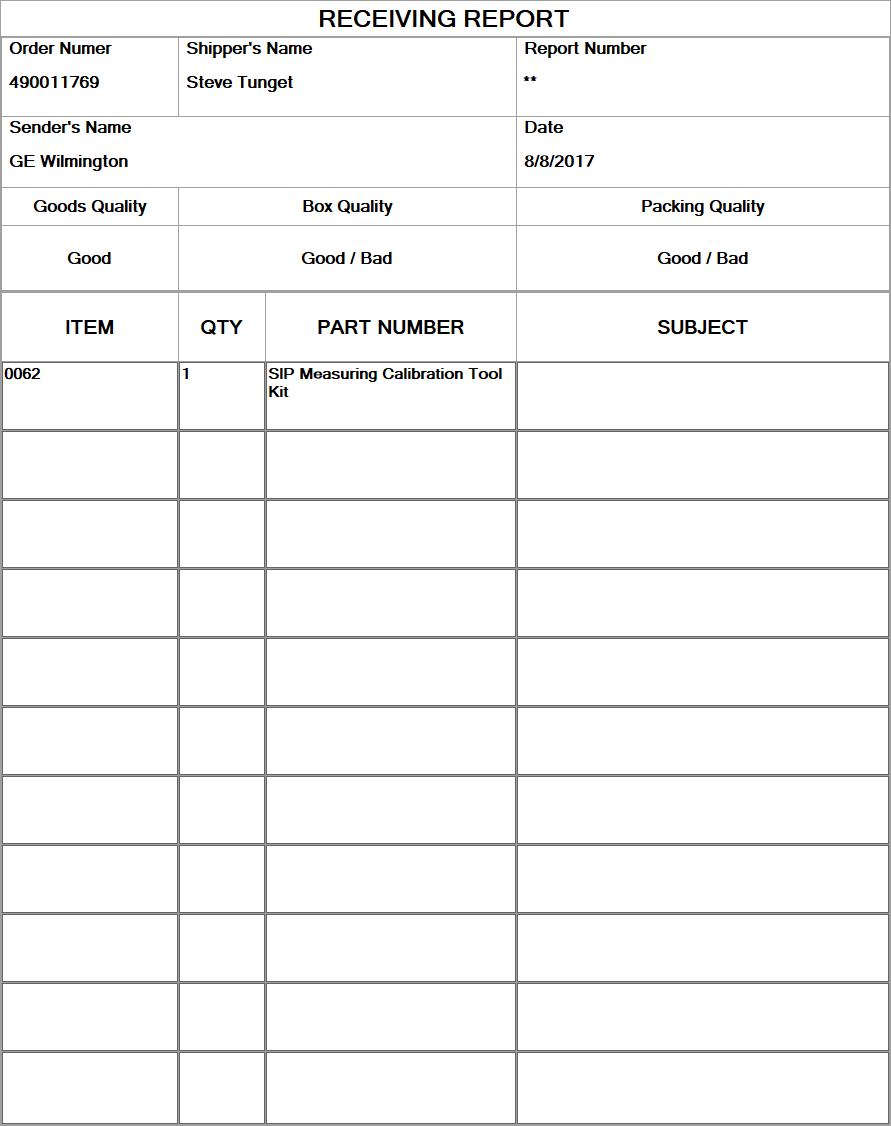 RECEIVING REPORT
Order Numer Shipper's Name Report Number
490011769 Steve Tunget **
Sender's Name Date
GE Wilmington 8/8/2017
Goods Quality Box Quality Packing Quality
Good Good / Bad Good / Bad
ITEM QTY PART NUMBER SUBJECT
0062 1 SIP Measuring Calibration Tool
Kit